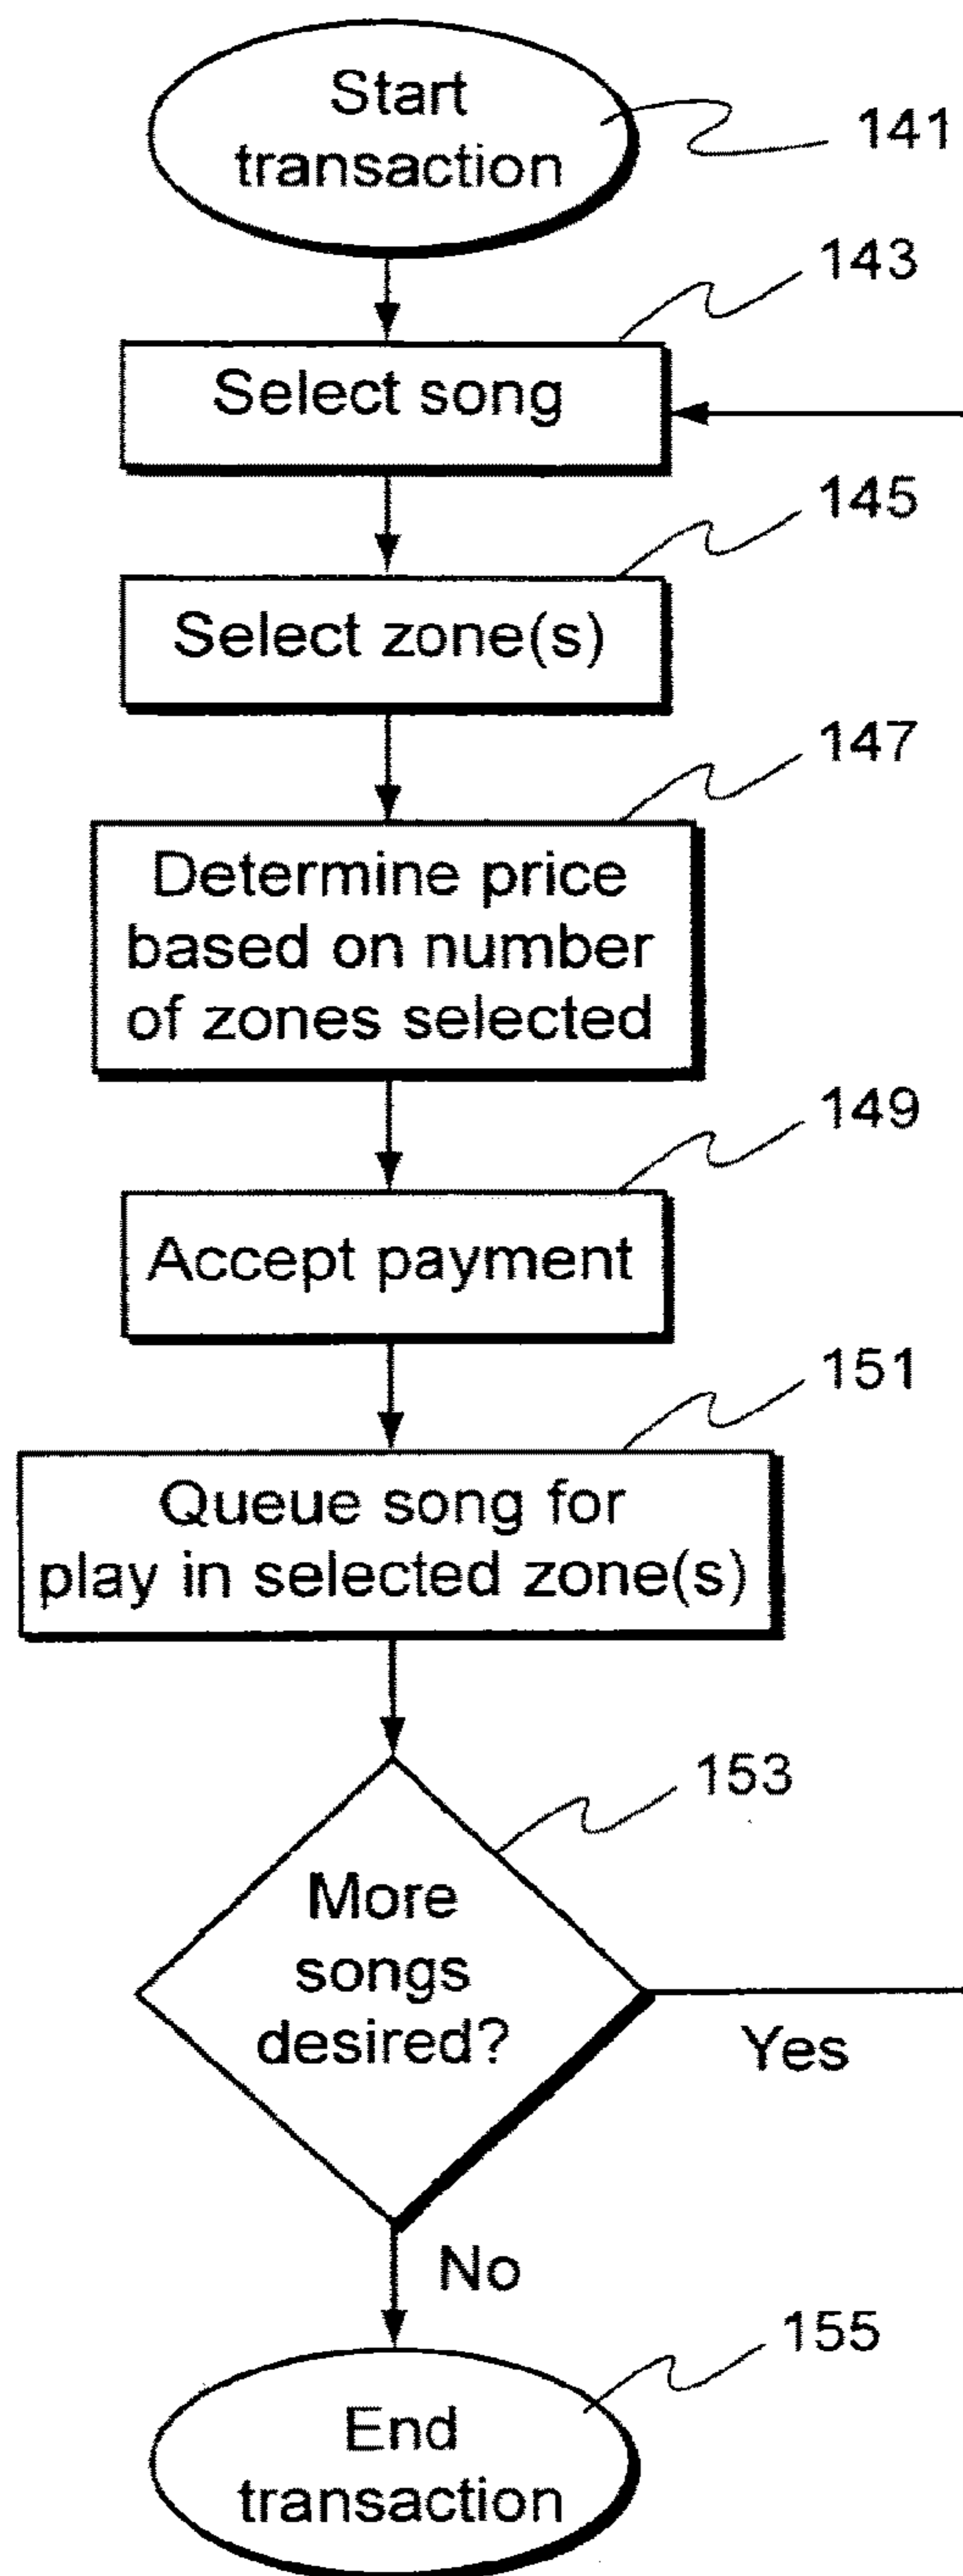 Start
transaction
141
143
Select song
145
Select zone(s)
147
Determine price
based on number
of zones selected
149
Accept payment
151
Queue song for
play in selected zone(s)
153
More
songs
desired?
Yes
No
155
End
transaction